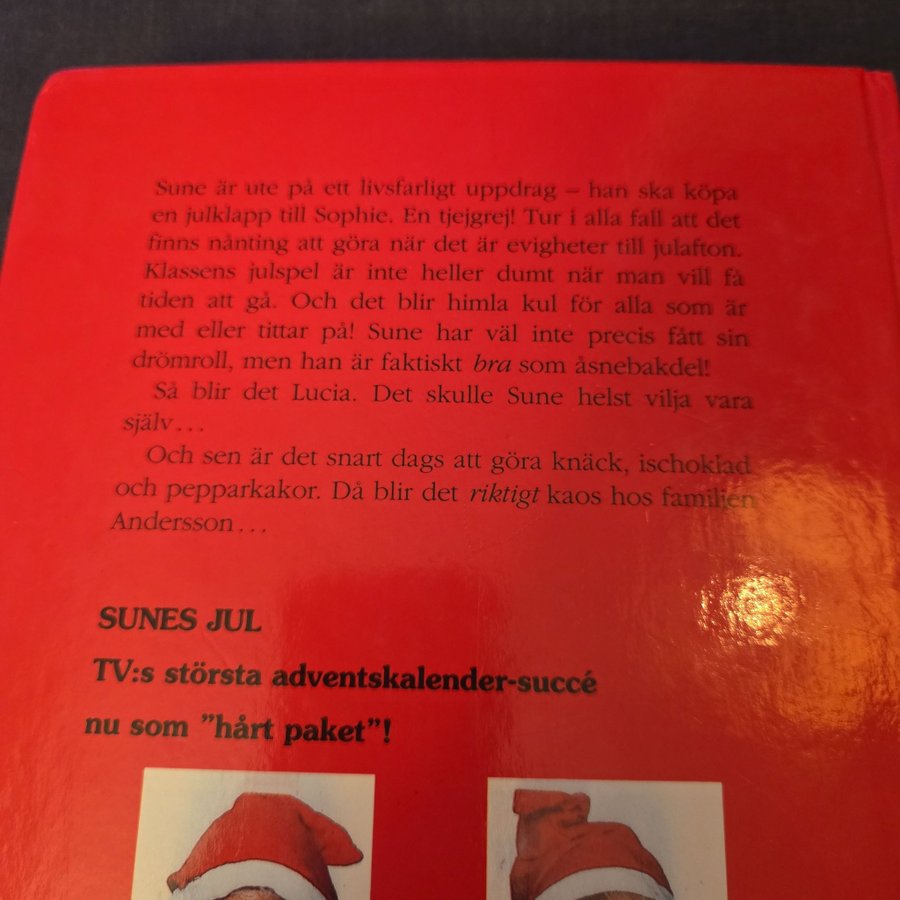 Sune är ute på ett livsfarligt uppdrag – han ska köpa
en julklapp till Sophie. En tjejgrej! Tur i alla fall att det
finns nånting att göra när det är evigheter till julafton.
Klassens julspel är inte heller dumt när man vill få
tiden att gå. Och det blir himla kul för alla som är
med eller tittar på! Sune har väl inte precis fått sin
drömroll, men han är faktiskt bra som åsnebakdel!
Så blir det Lucia. Det skulle Sune helst vilja vara
själv...
Och sen är det snart dags att göra knäck, ischoklad
och pepparkakor. Då blir det riktigt kaos hos familjen
Andersson...
SUNES JUL
TV:s största adventskalender-succé
nu som ”hårt paket”!